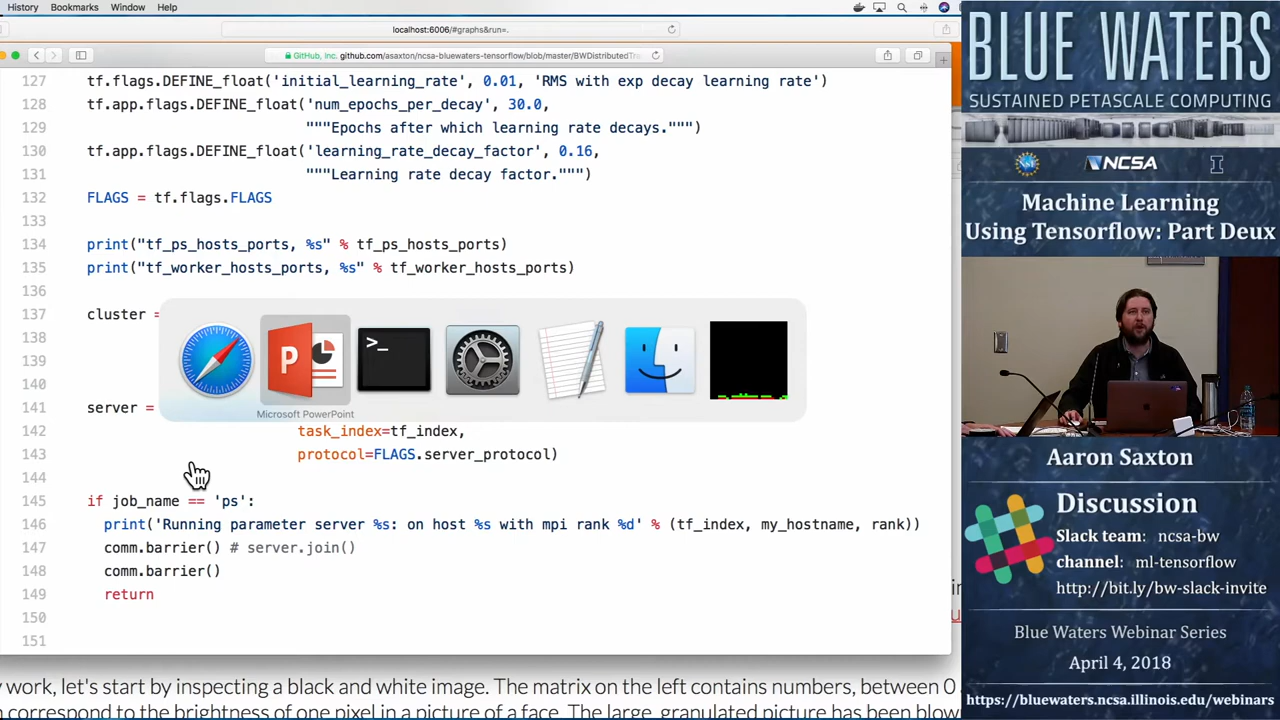 History Bookmarks Window Help
localhost:6006/#graphs&run=.
GitHub, Inc. github.com/asaxton/ncsa-bluewaters-tensorflow/blob/master/BWDistributedTra
127 tf.flags.DEFINE_float('initial_learning_rate', 0.01, 'RMS with exp decay learning rate')
128 tf.app.flags.DEFINE_float('num_epochs_per_decay', 30.0,
129 """Epochs after which learning rate decays.""")
130 tf.app.flags.DEFINE_float('learning_rate_decay_factor', 0.16,
131 """Learning rate decay factor.""")
132 FLAGS = tf.flags.FLAGS
133
134 print("tf_ps_hosts_ports, %s" % tf_ps_hosts_ports)
135 print("tf_worker_hosts_ports, %s" % tf_worker_hosts_ports)
136
137 cluster =
138
139
140
141 server =
Microsoft PowerPoint
142 task_index=tf_index,
143 protocol=FLAGS.server_protocol)
144
145 if job_name == 'ps':
146 print('Running parameter server %s: on host %s with mpi rank %d' % (tf_index, my_hostname, rank))
147 comm.barrier() # server.join()
148 comm.barrier()
149 return
150
151
y work, let's start by inspecting a black and white image. The matrix on the left contains numbers, between 0
correspond to the brightness of one pixel in a picture of a face. The large, granulated picture has been blow
BLUE WATERS
SUSTAINED PETASCALE COMPUTING
NCSA
Machine Learning
Using Tensorflow: Part Deux
Aaron Saxton
Discussion
Slack team: ncsa-bw
channel: ml-tensorflow
http://bit.ly/bw-slack-invite
Blue Waters Webinar Series
April 4, 2018
https://bluewaters.ncsa.illinois.edu/webinars